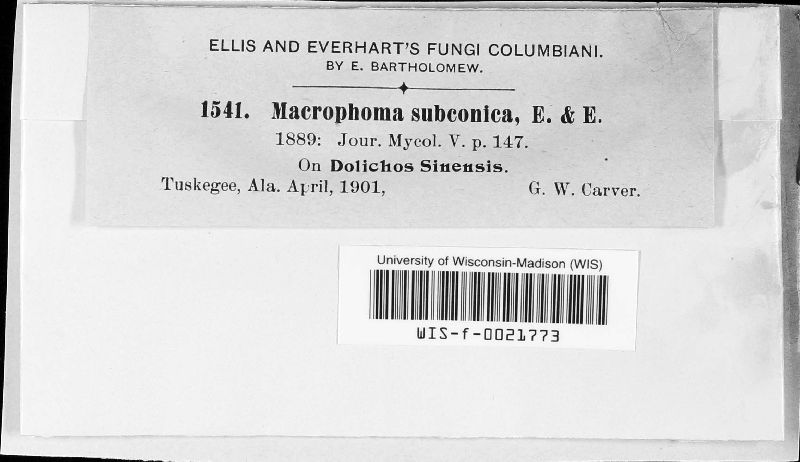 ELLIS AND EVERHART'S FUNGI COLUMBIANI.
BY E. BARTHOLOMEW.
1541. Macrophoma subconica, E. & E.
1889: Jour. Mycol. V. p. 147.
On Dolichos Sinensis.
Tuskegee, Ala. April, 1901, G. W. Carver.
University of Wisconsin-Madison (WIS)
WIS-f-0021773